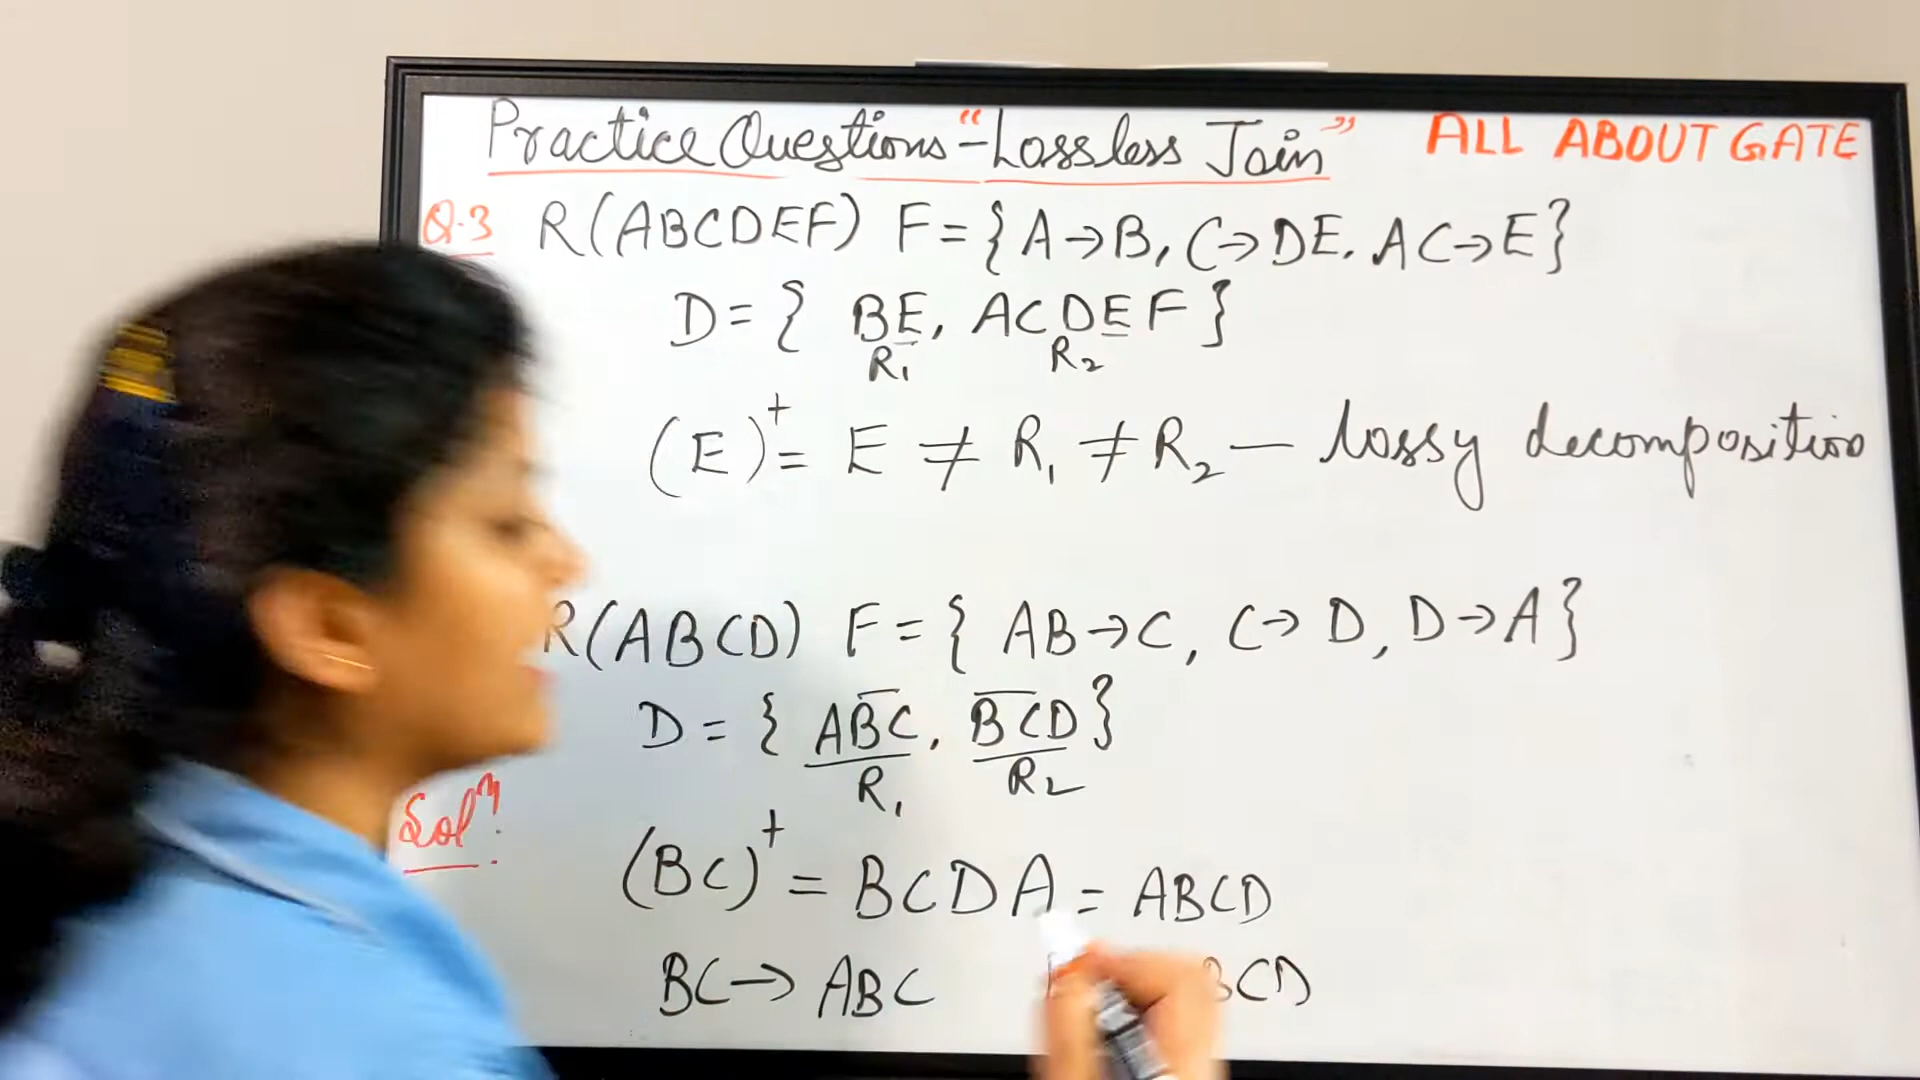 Practice Questions - "Lossless Join" ALL ABOUT GATE
Q.3 R(ABCDEF) F = {A→B, C→DE, AC→E}
D = { BE, ACDEF }
R₁ R₂
(E)⁺ = E ≠ R₁ ≠ R₂ — lossy decomposition
R(ABCD) F = { AB→C, C→D, D→A }
D = { ABC, BCD }
R₁ R₂
Solⁿ
(BC)⁺ = BCDA = ABCD
BC→ABC BCD